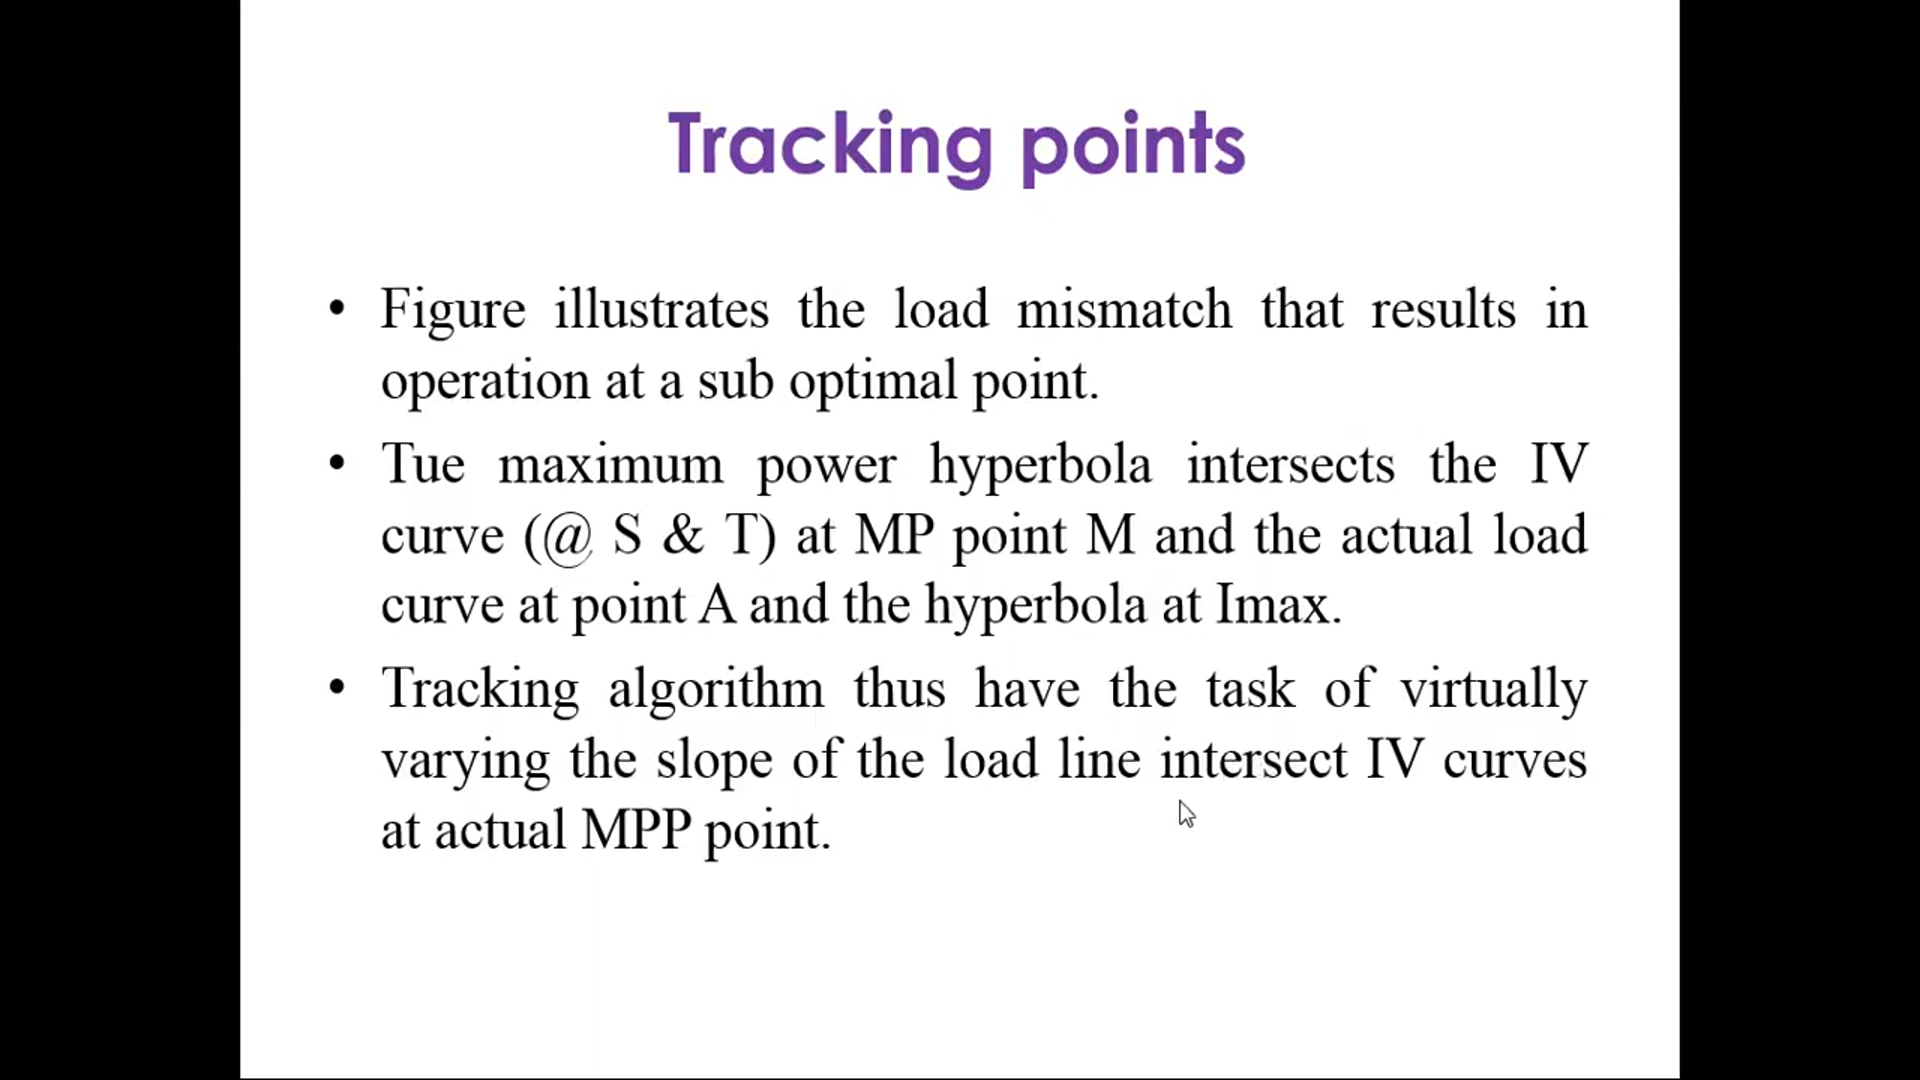 Tracking points
• Figure illustrates the load mismatch that results in
operation at a sub optimal point.
• Tue maximum power hyperbola intersects the IV
curve (@ S & T) at MP point M and the actual load
curve at point A and the hyperbola at Imax.
• Tracking algorithm thus have the task of virtually
varying the slope of the load line intersect IV curves
at actual MPP point.